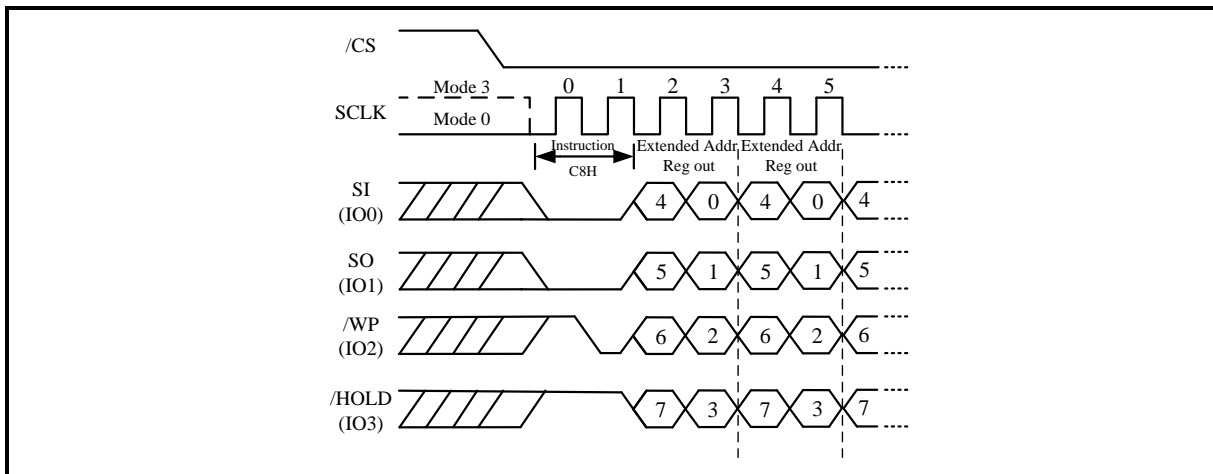 /CS
Mode 3
0 1 2 3 4 5
SCLK
Mode 0
Instruction
C8H
Extended Addr
Reg out
Extended Addr
Reg out
SI
(IO0)
4 0 4 0 4
SO
(IO1)
5 1 5 1 5
/WP
(IO2)
6 2 6 2 6
/HOLD
(IO3)
7 3 7 3 7